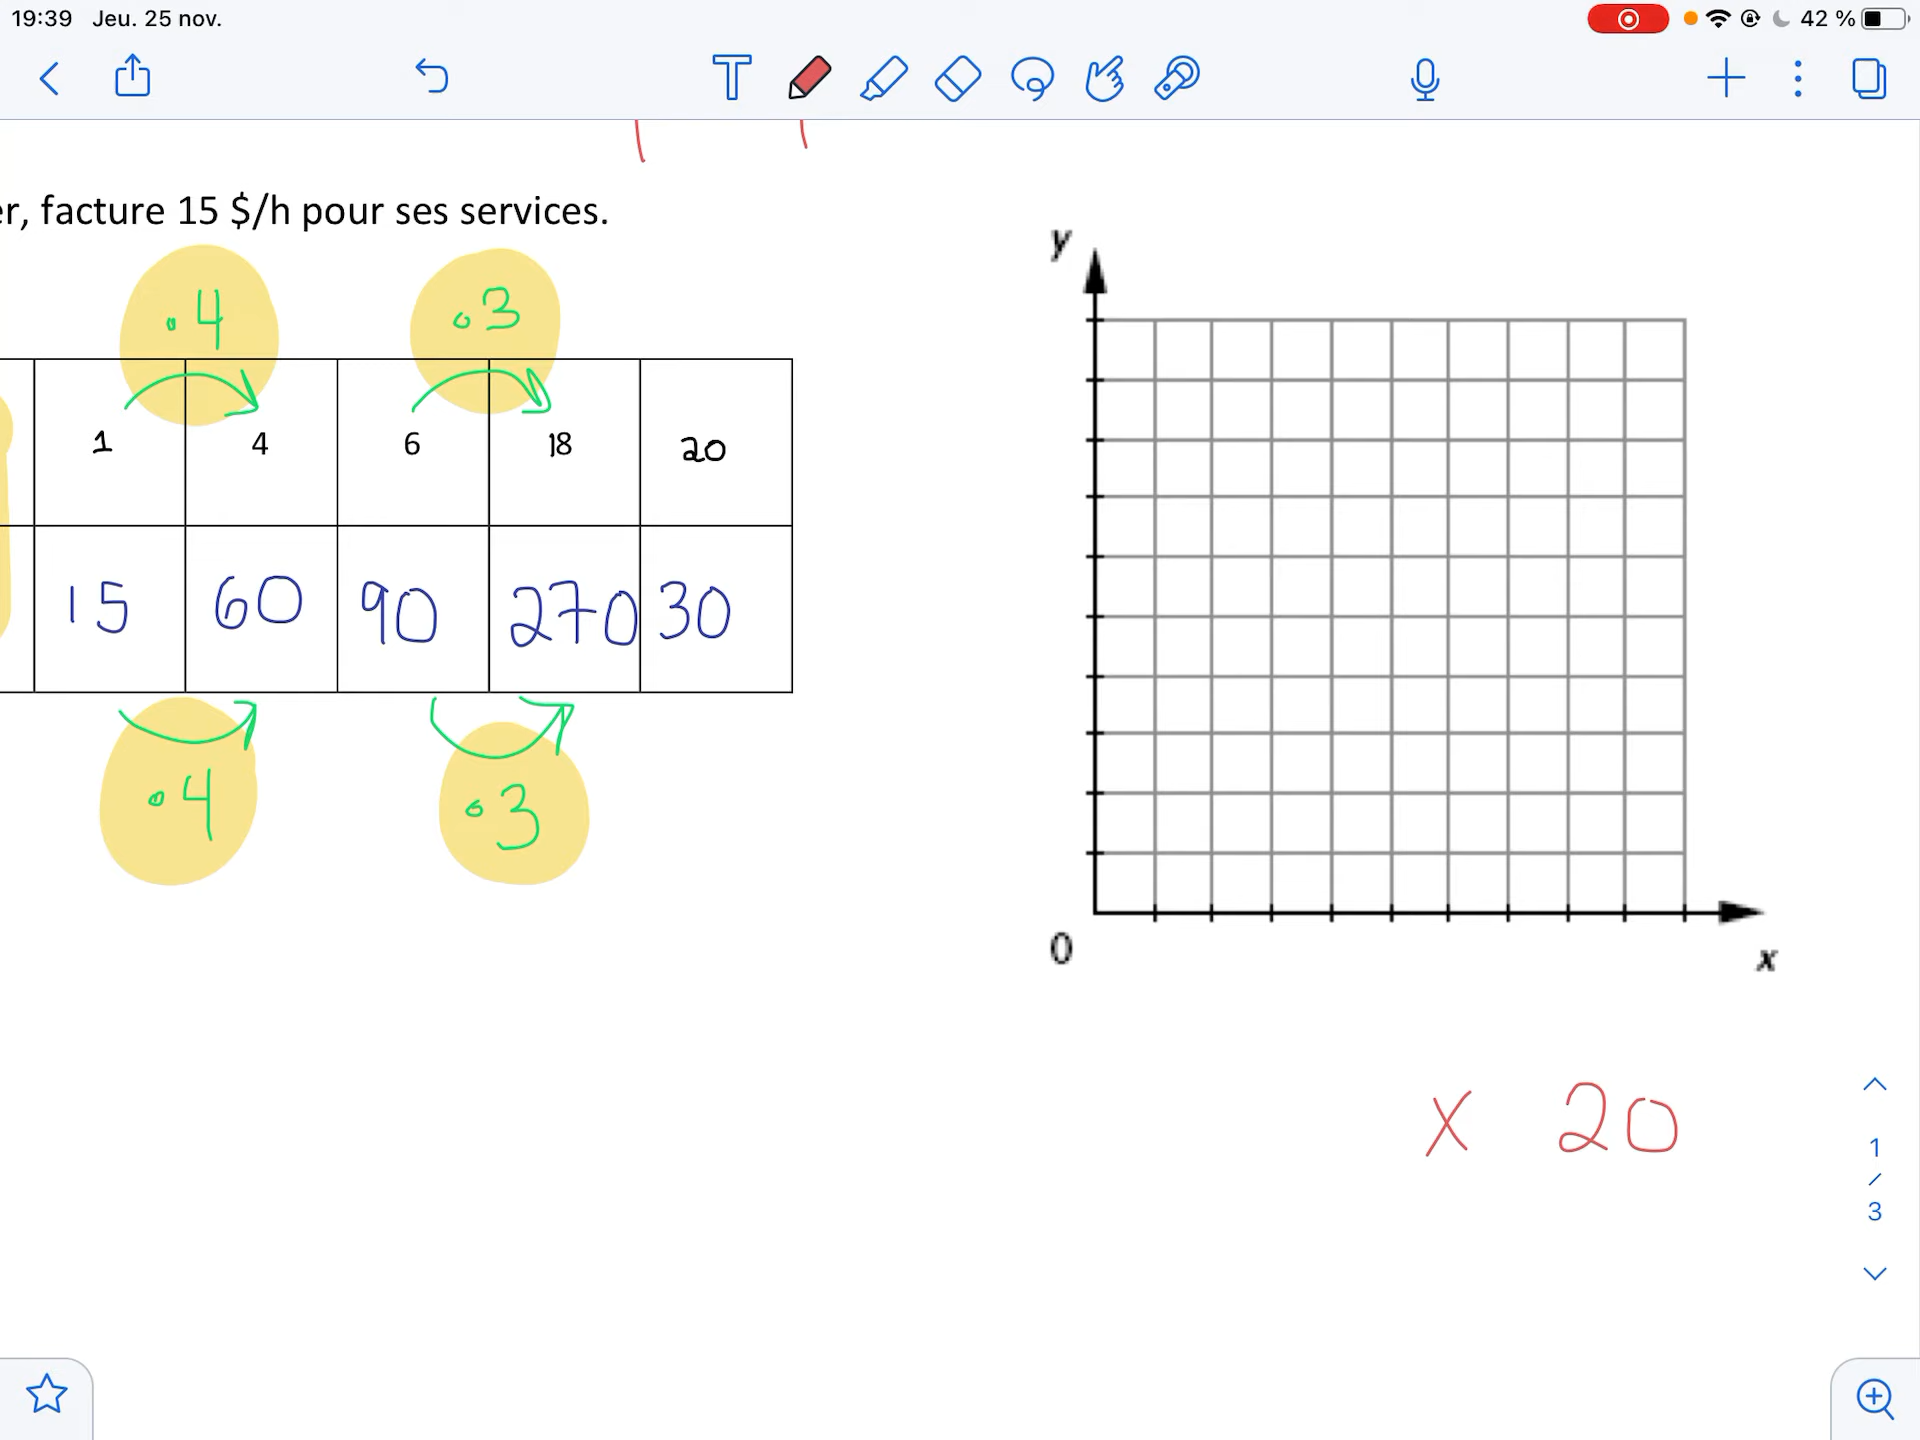 19:39 Jeu. 25 nov. 42 %
T
er, facture 15 $/h pour ses services.
. 4 . 3
1 4 6 18 20
15 60 90 270 30
. 4 . 3
y
0
x
x 20
1
/
3